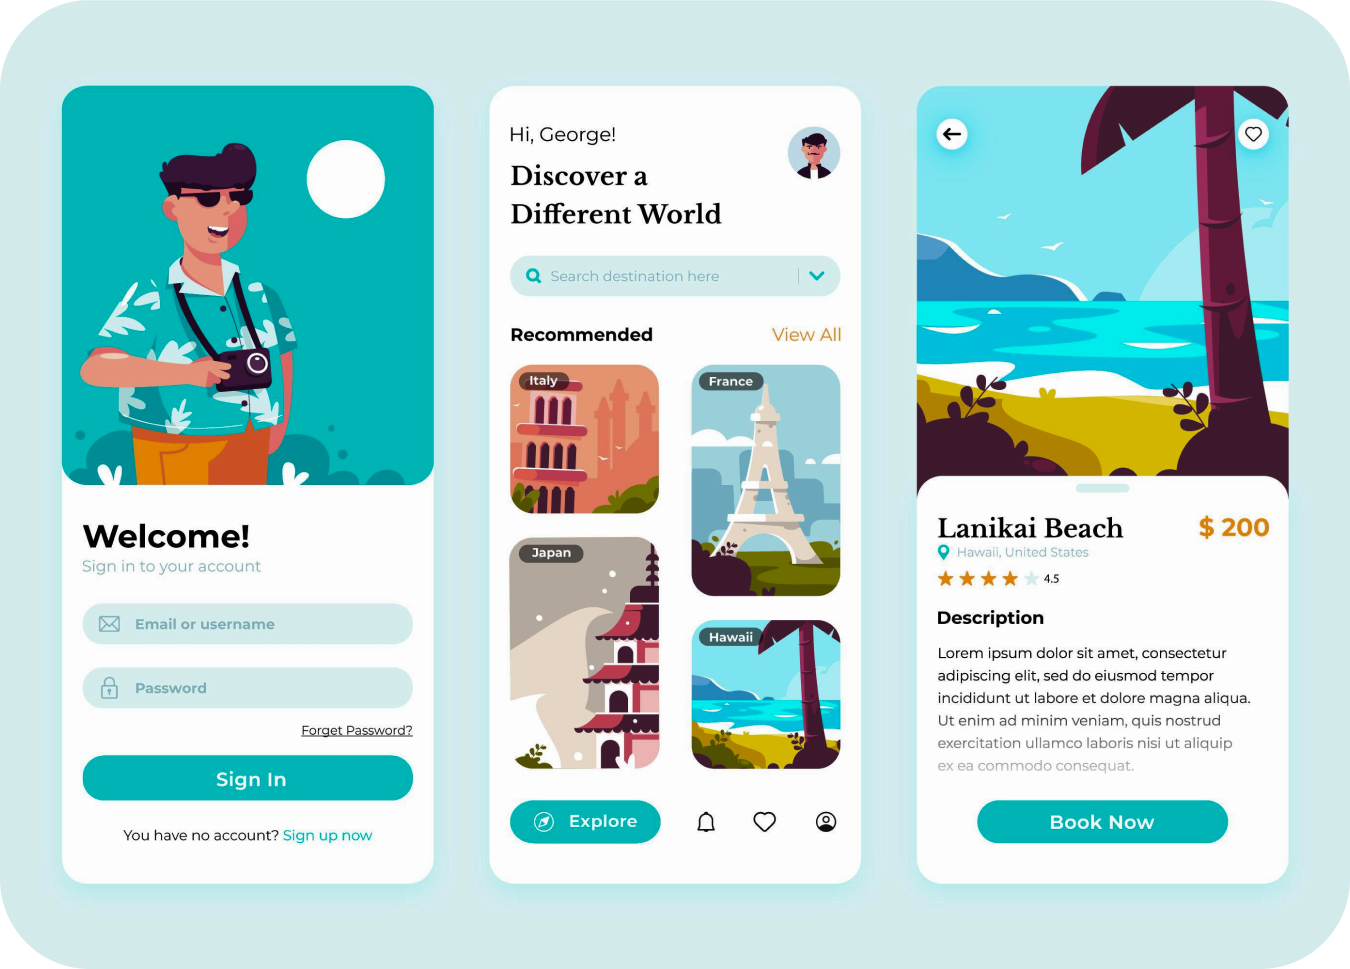 Welcome!
Sign in to your account
Email or username
Password
Forget Password?
Sign In
You have no account? Sign up now
Hi, George!
Discover a
Different World
Search destination here
Recommended
View All
Italy
France
Japan
Hawaii
Explore
Lanikai Beach
$ 200
Hawaii, United States
4.5
Description
Lorem ipsum dolor sit amet, consectetur
adipiscing elit, sed do eiusmod tempor
incididunt ut labore et dolore magna aliqua.
Ut enim ad minim veniam, quis nostrud
exercitation ullamco laboris nisi ut aliquip
ex ea commodo consequat.
Book Now